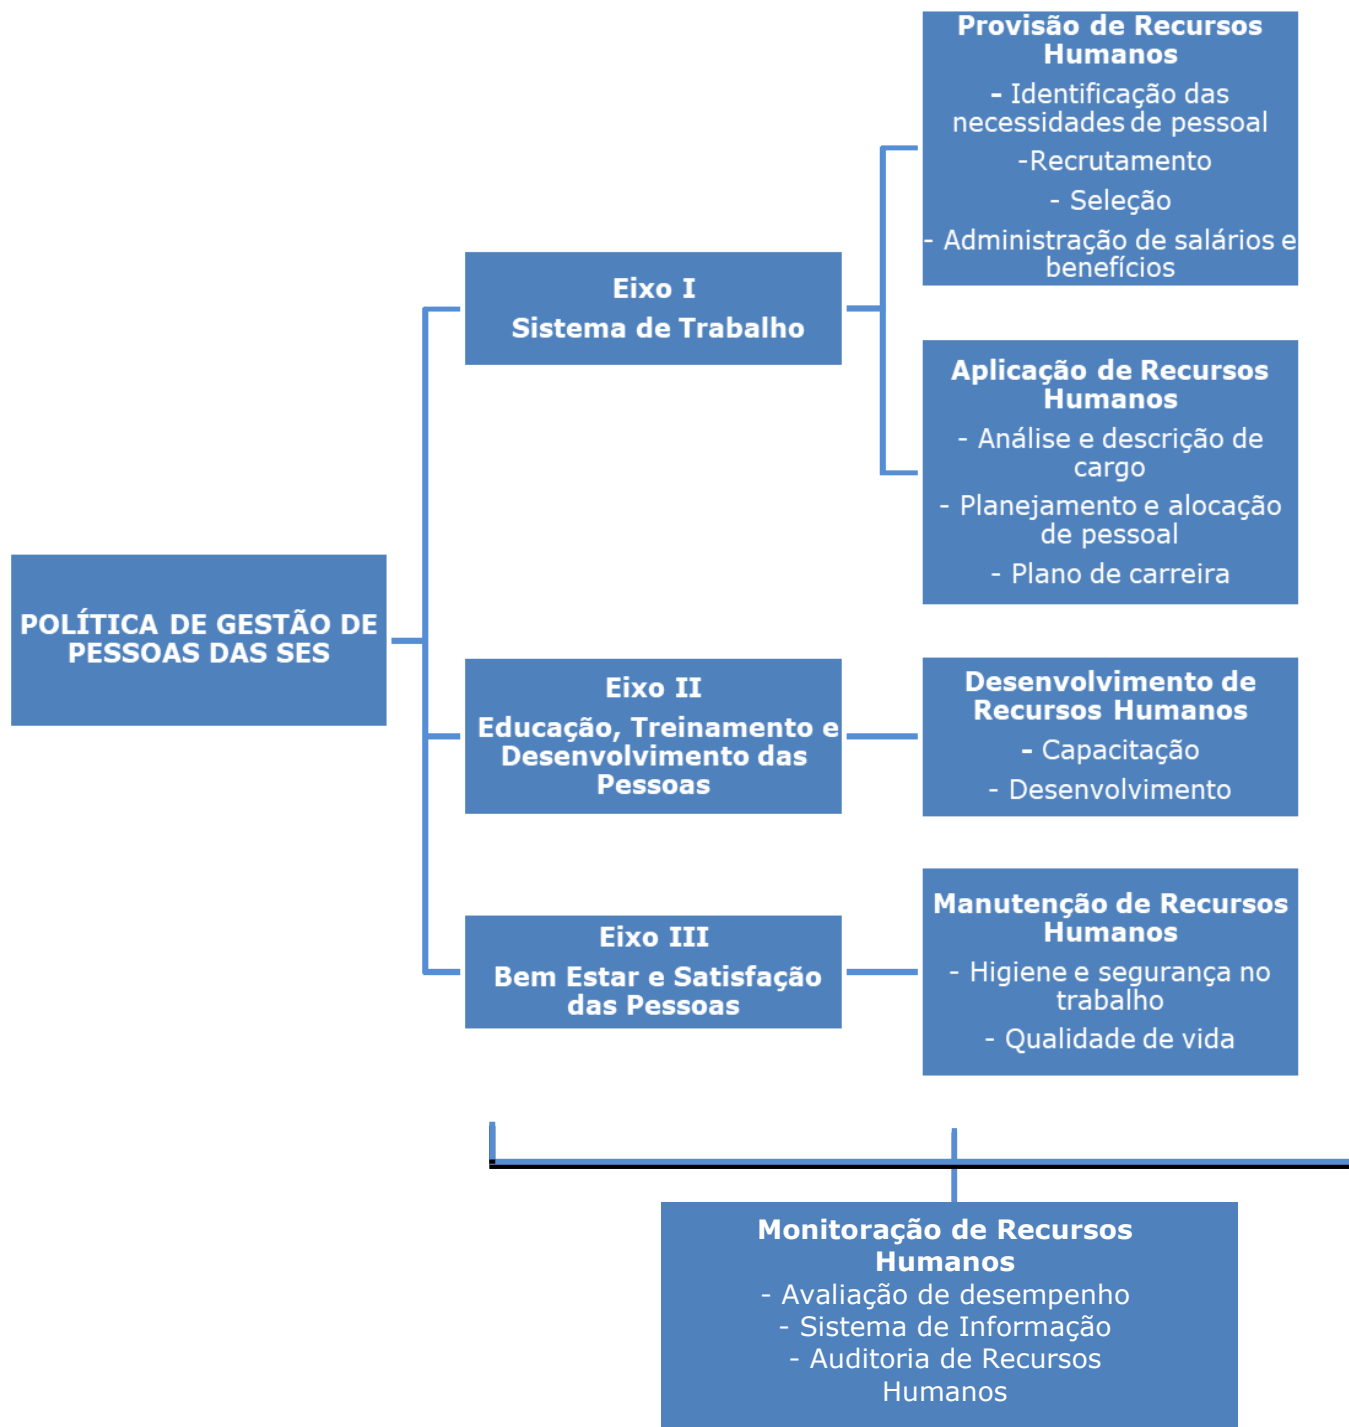 POLÍTICA DE GESTÃO DE
PESSOAS DAS SES
Eixo I
Sistema de Trabalho
Provisão de Recursos
Humanos
- Identificação das
necessidades de pessoal
-Recrutamento
- Seleção
- Administração de salários e
benefícios
Aplicação de Recursos
Humanos
- Análise e descrição de
cargo
- Planejamento e alocação
de pessoal
- Plano de carreira
Eixo II
Educação, Treinamento e
Desenvolvimento das
Pessoas
Desenvolvimento de
Recursos Humanos
- Capacitação
- Desenvolvimento
Eixo III
Bem Estar e Satisfação
das Pessoas
Manutenção de Recursos
Humanos
- Higiene e segurança no
trabalho
- Qualidade de vida
Monitoração de Recursos
Humanos
- Avaliação de desempenho
- Sistema de Informação
- Auditoria de Recursos
Humanos